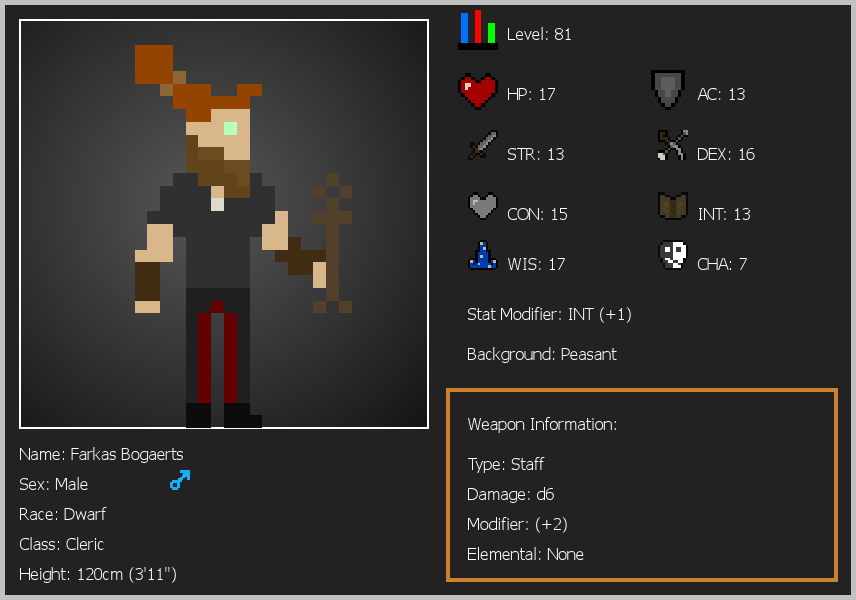 Level: 81
HP: 17
AC: 13
STR: 13
DEX: 16
CON: 15
INT: 13
WIS: 17
CHA: 7
Stat Modifier: INT (+1)
Background: Peasant
Weapon Information:
Type: Staff
Damage: d6
Modifier: (+2)
Elemental: None
Name: Farkas Bogaerts
Sex: Male
Race: Dwarf
Class: Cleric
Height: 120cm (3'11")